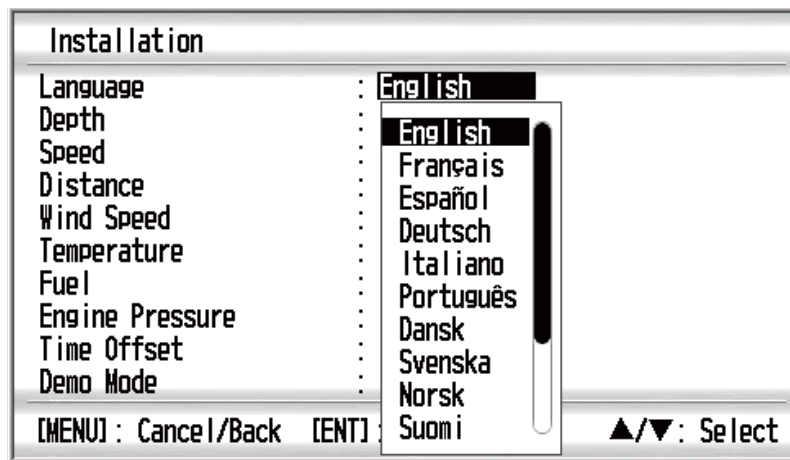 Installation
Language : English
Depth :
Speed :
Distance :
Wind Speed :
Temperature :
Fuel :
Engine Pressure :
Time Offset :
Demo Mode :
English
Français
Español
Deutsch
Italiano
Português
Dansk
Svenska
Norsk
Suomi
[MENU] : Cancel/Back [ENT] : ▲/▼: Select